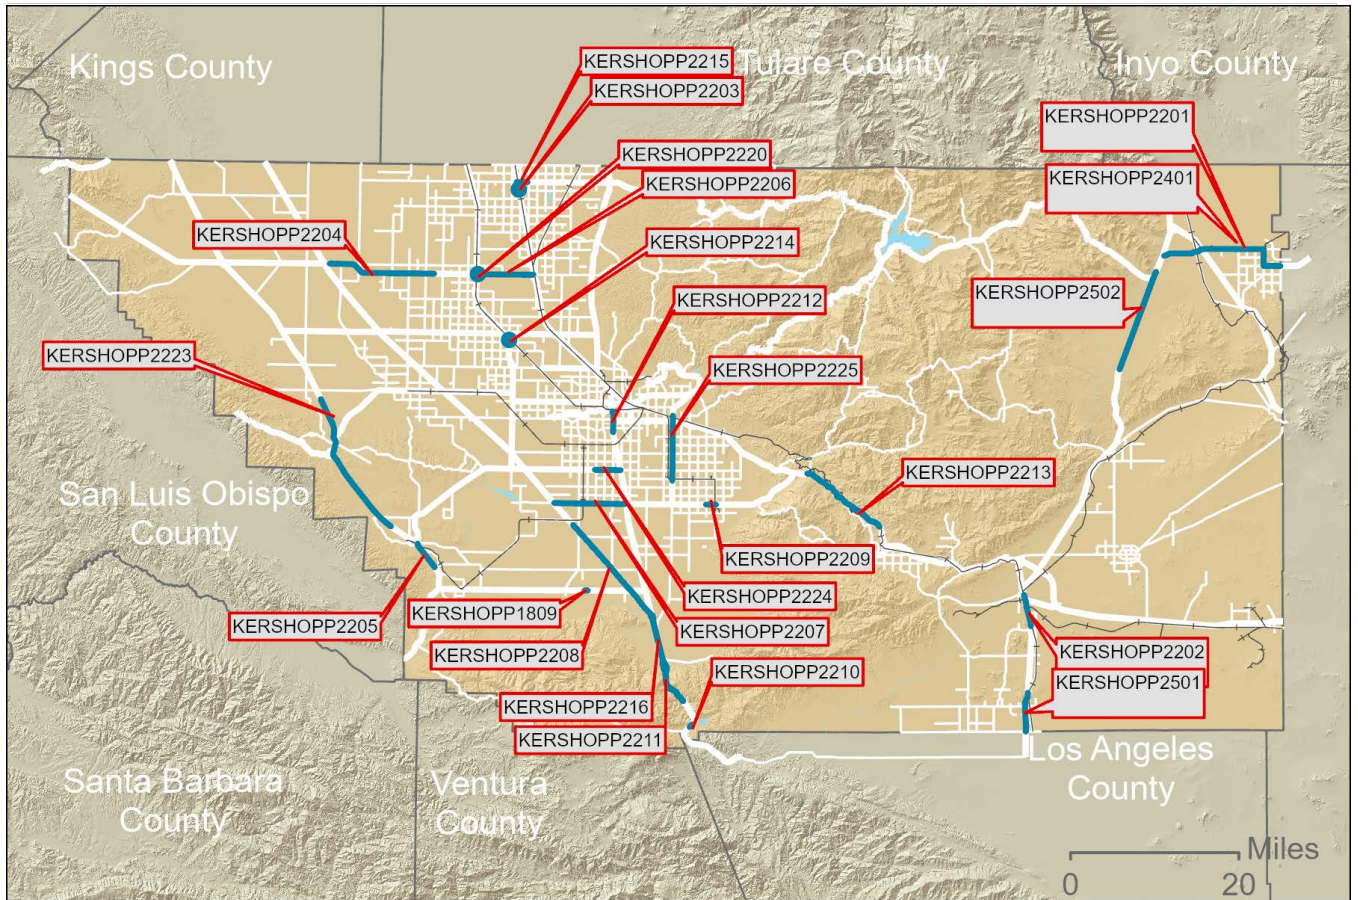 KERSHOPP2215
Kings County
Tulare County
Inyo County
KERSHOPP2203
KERSHOPP2201
KERSHOPP2220
KERSHOPP2206
KERSHOPP2401
KERSHOPP2204
KERSHOPP2214
KERSHOPP2212
KERSHOPP2502
KERSHOPP2223
KERSHOPP2225
KERSHOPP2213
San Luis Obispo
County
KERSHOPP2209
KERSHOPP2224
KERSHOPP1809
KERSHOPP2205
KERSHOPP2207
KERSHOPP2208
KERSHOPP2202
KERSHOPP2210
KERSHOPP2501
KERSHOPP2216
KERSHOPP2211
Los Angeles
County
Santa Barbara
County
Ventura
County
Miles
0 20